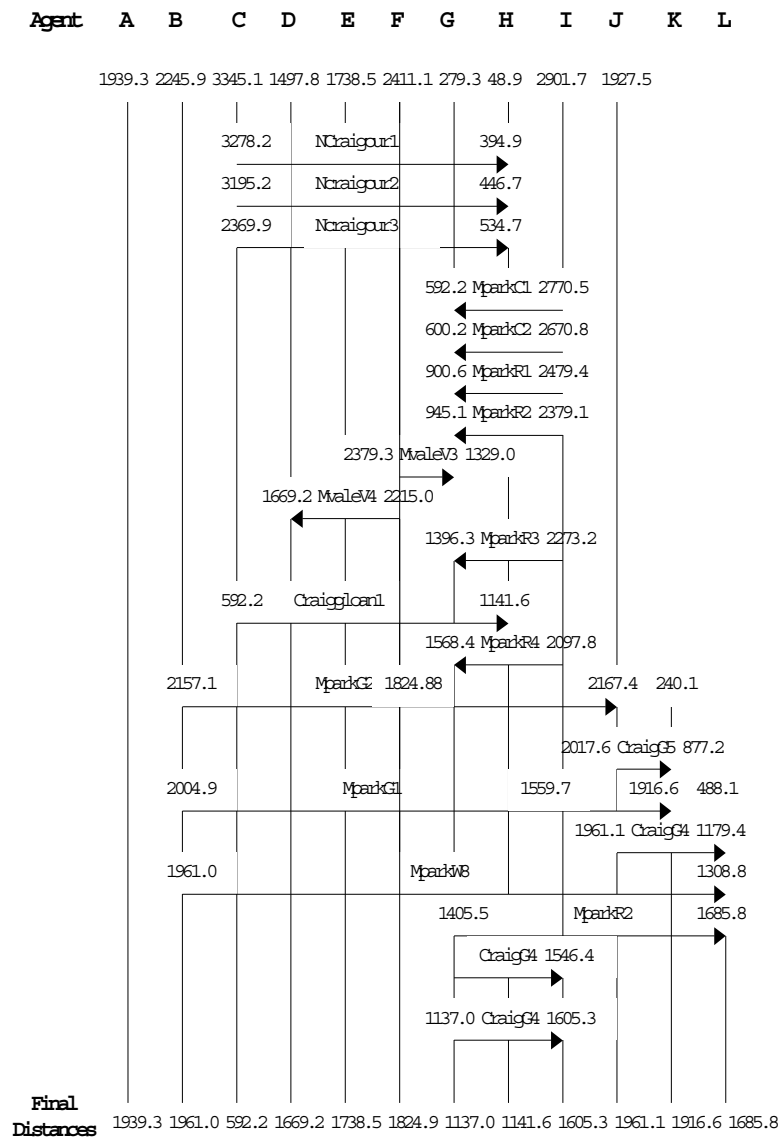 Agent A B C D E F G H I J K L
1939.3 2245.9 3345.1 1497.8 1738.5 2411.1 279.3 48.9 2901.7 1927.5
3278.2 NCraigour1 394.9
3195.2 Ncraigour2 446.7
2369.9 Ncraigour3 534.7
592.2 MparkC1 2770.5
600.2 MparkC2 2670.8
900.6 MparkR1 2479.4
945.1 MparkR2 2379.1
2379.3 MvaleV3 1329.0
1669.2 MvaleV4 2215.0
1396.3 MparkR3 2273.2
592.2 Craiggloan1 1141.6
1568.4 MparkR4 2097.8
2157.1 MparkG2 1824.88 2167.4 240.1
2017.6 CraigG5 877.2
2004.9 MparkG1 1559.7 1916.6 488.1
1961.1 CraigG4 1179.4
1961.0 MparkW8 1308.8
1405.5 MparkR2 1685.8
CraigG4 1546.4
1137.0 CraigG4 1605.3
Final
Distances 1939.3 1961.0 592.2 1669.2 1738.5 1824.9 1137.0 1141.6 1605.3 1961.1 1916.6 1685.8